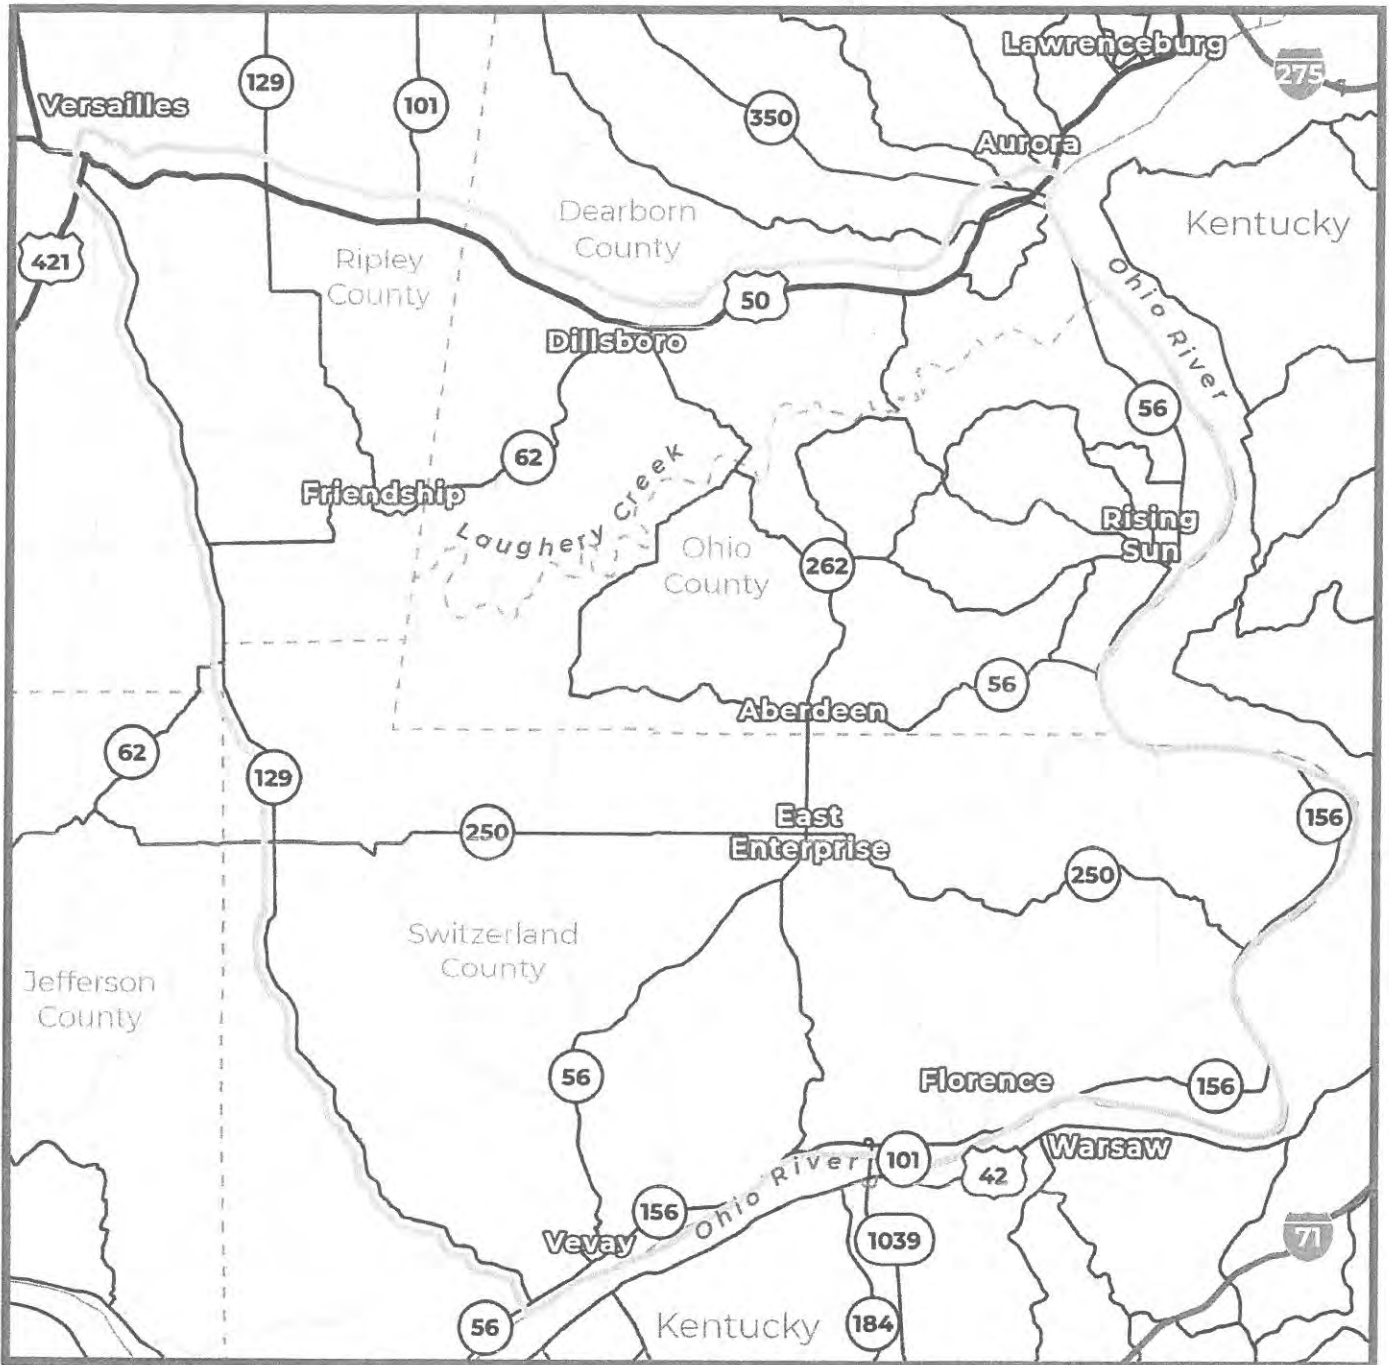 Lawrenceburg
275
129
101
Versailles
350
Aurora
Dearborn
County
Kentucky
421
Ripley
County
Ohio River
50
Dillsboro
56
62
Friendship
Laughery Creek
Rising
Sun
Ohio
County
262
56
Aberdeen
62
129
East
Enterprise
156
250
250
Switzerland
County
Jefferson
County
56
Florence
156
101
Warsaw
42
Ohio River
156
Vevay
1039
71
56
Kentucky
184